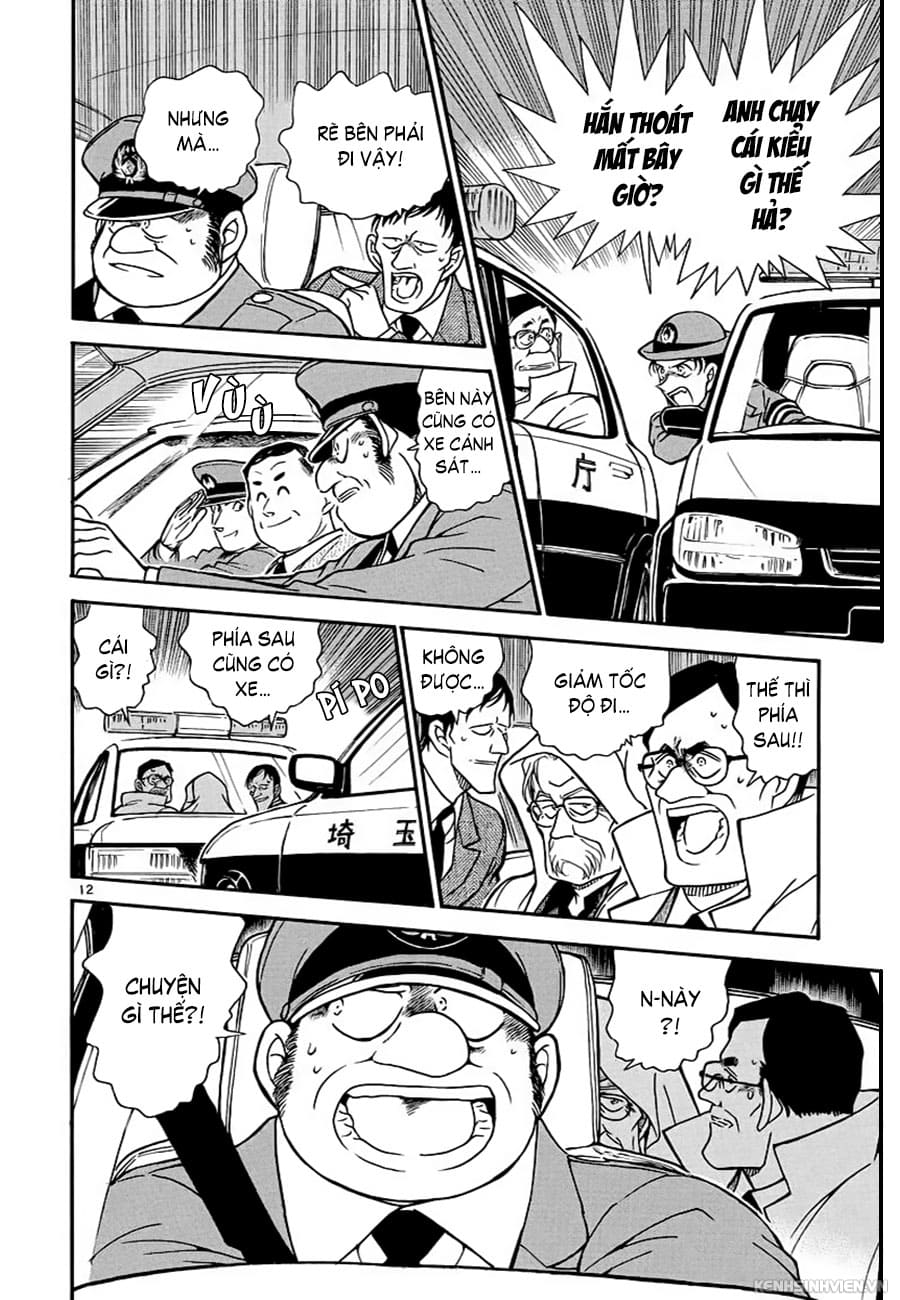 ANH CHẠY
CÁI KIỂU
GÌ THẾ
HẢ?
HẮN THOÁT
MẤT BÂY
GIỜ?
庁
RẼ BÊN PHẢI
ĐI VẬY!
NHƯNG
MÀ...
BÊN NÀY
CŨNG CÓ
XE CẢNH
SÁT...
VÙ Ù
THẾ THÌ
PHÍA
SAU!!
GIẢM TỐC
ĐỘ ĐI...
KHÔNG
ĐƯỢC...
PHÍA SAU
CŨNG CÓ
XE...
CÁI
GÌ?!
PÍ PO
埼玉
12
N-NÀY
?!
CHUYỆN
GÌ THẾ?!
KENHSINHVIEN.VN